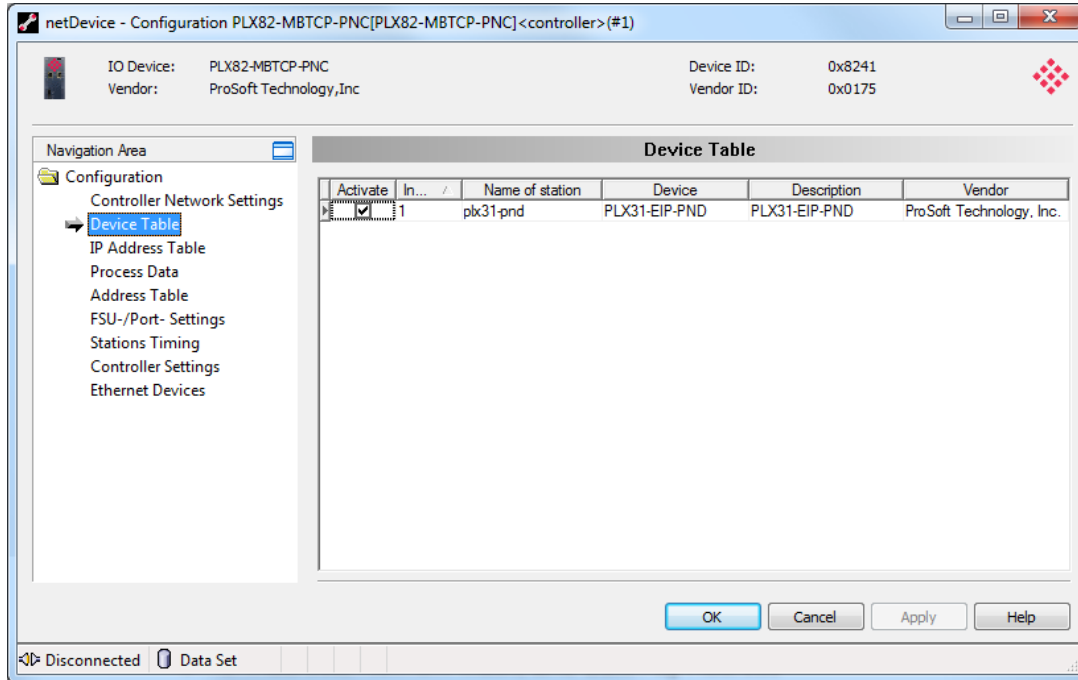 netDevice - Configuration PLX82-MBTCP-PNC[PLX82-MBTCP-PNC]<controller>(#1)
IO Device: PLX82-MBTCP-PNC Device ID: 0x8241
Vendor: ProSoft Technology,Inc Vendor ID: 0x0175
Navigation Area
Configuration
Controller Network Settings
Device Table
IP Address Table
Process Data
Address Table
FSU-/Port- Settings
Stations Timing
Controller Settings
Ethernet Devices
Device Table
Activate In... Name of station Device Description Vendor
1 plx31-pnd PLX31-EIP-PND PLX31-EIP-PND ProSoft Technology, Inc.
OK Cancel Apply Help
Disconnected Data Set